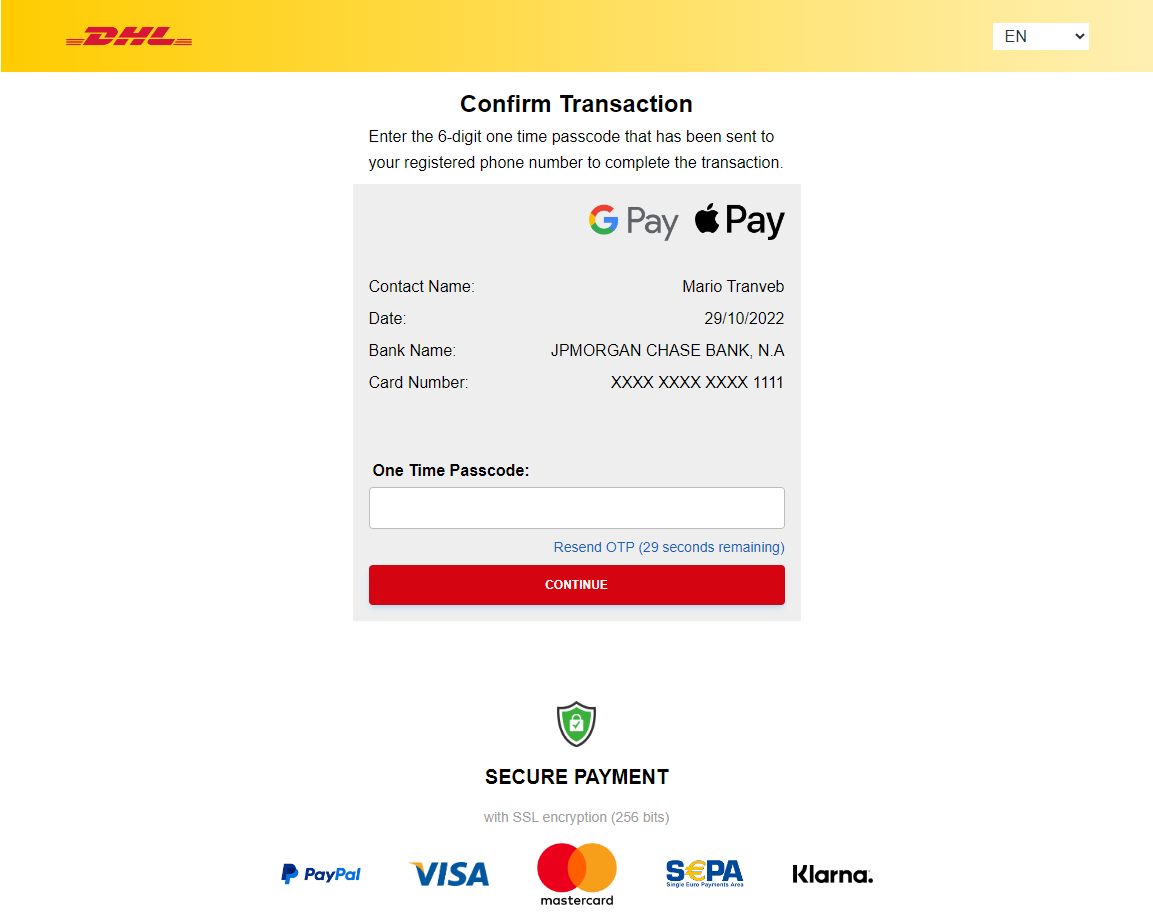 DHL
EN
Confirm Transaction
Enter the 6-digit one time passcode that has been sent to
your registered phone number to complete the transaction.
G Pay Pay
Contact Name: Mario Tranveb
Date: 29/10/2022
Bank Name: JPMORGAN CHASE BANK, N.A
Card Number: XXXX XXXX XXXX 1111
One Time Passcode:
Resend OTP (29 seconds remaining)
CONTINUE
SECURE PAYMENT
with SSL encryption (256 bits)
PayPal VISA mastercard S€PA Single Euro Payments Area Klarna.